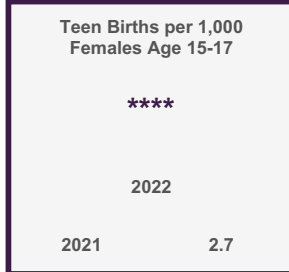 Teen Births per 1,000
Females Age 15-17
****
2022
2021 2.7